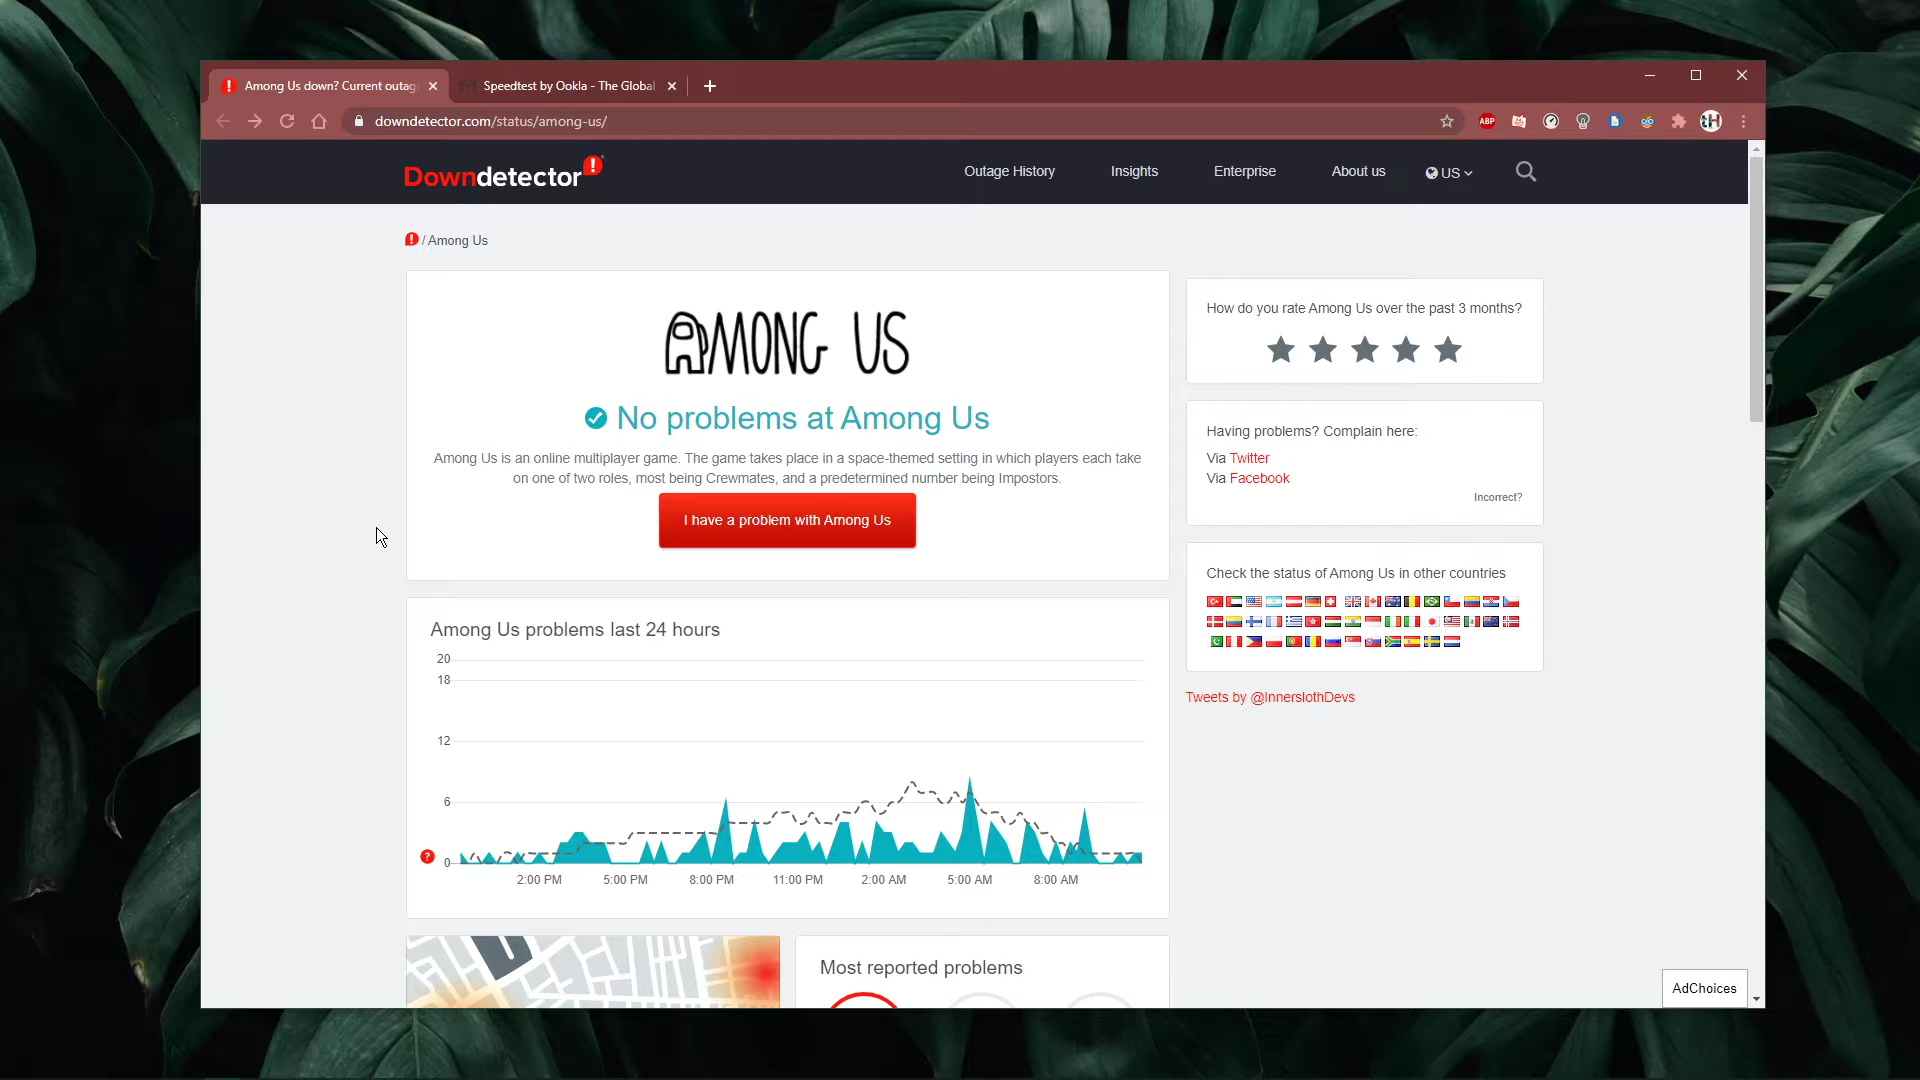 Among Us down? Current outag
Speedtest by Ookla - The Global
downdetector.com/status/among-us/
ABP
Downdetector!
Outage History
Insights
Enterprise
About us
US
/ Among Us
AMONG US
No problems at Among Us
Among Us is an online multiplayer game. The game takes place in a space-themed setting in which players each take
on one of two roles, most being Crewmates, and a predetermined number being Impostors.
I have a problem with Among Us
How do you rate Among Us over the past 3 months?
Having problems? Complain here:
Via Twitter
Via Facebook
Incorrect?
Check the status of Among Us in other countries
Tweets by @InnerslothDevs
Among Us problems last 24 hours
20
18
12
6
0
?
2:00 PM 5:00 PM 8:00 PM 11:00 PM 2:00 AM 5:00 AM 8:00 AM
Most reported problems
AdChoices